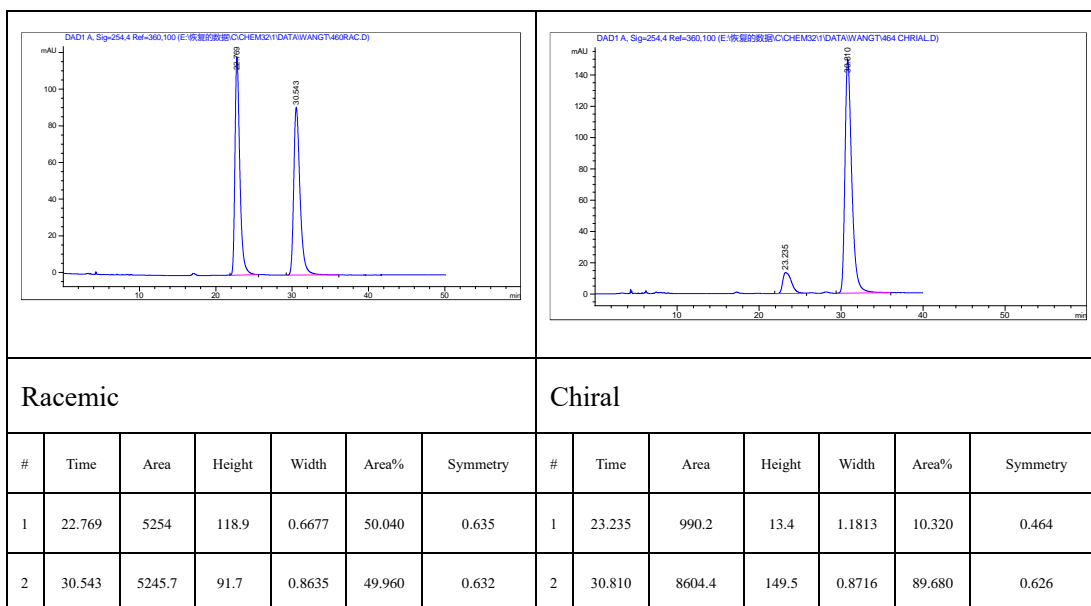 DAD1 A, Sig=254,4 Ref=360,100 (E:\恢复的数据\C\CHEM32\1\DATA\WANGT\460RAC.D)
mAU
100
80
60
40
20
0
22.769
30.543
10 20 30 40 50 min
DAD1 A, Sig=254,4 Ref=360,100 (E:\恢复的数据\C\CHEM32\1\DATA\WANGT\464 CHRIAL.D)
mAU
140
120
100
80
60
40
20
0
23.235
30.810
10 20 30 40 50 min
Racemic Chiral
# Time Area Height Width Area% Symmetry # Time Area Height Width Area% Symmetry
1 22.769 5254 118.9 0.6677 50.040 0.635 1 23.235 990.2 13.4 1.1813 10.320 0.464
2 30.543 5245.7 91.7 0.8635 49.960 0.632 2 30.810 8604.4 149.5 0.8716 89.680 0.626